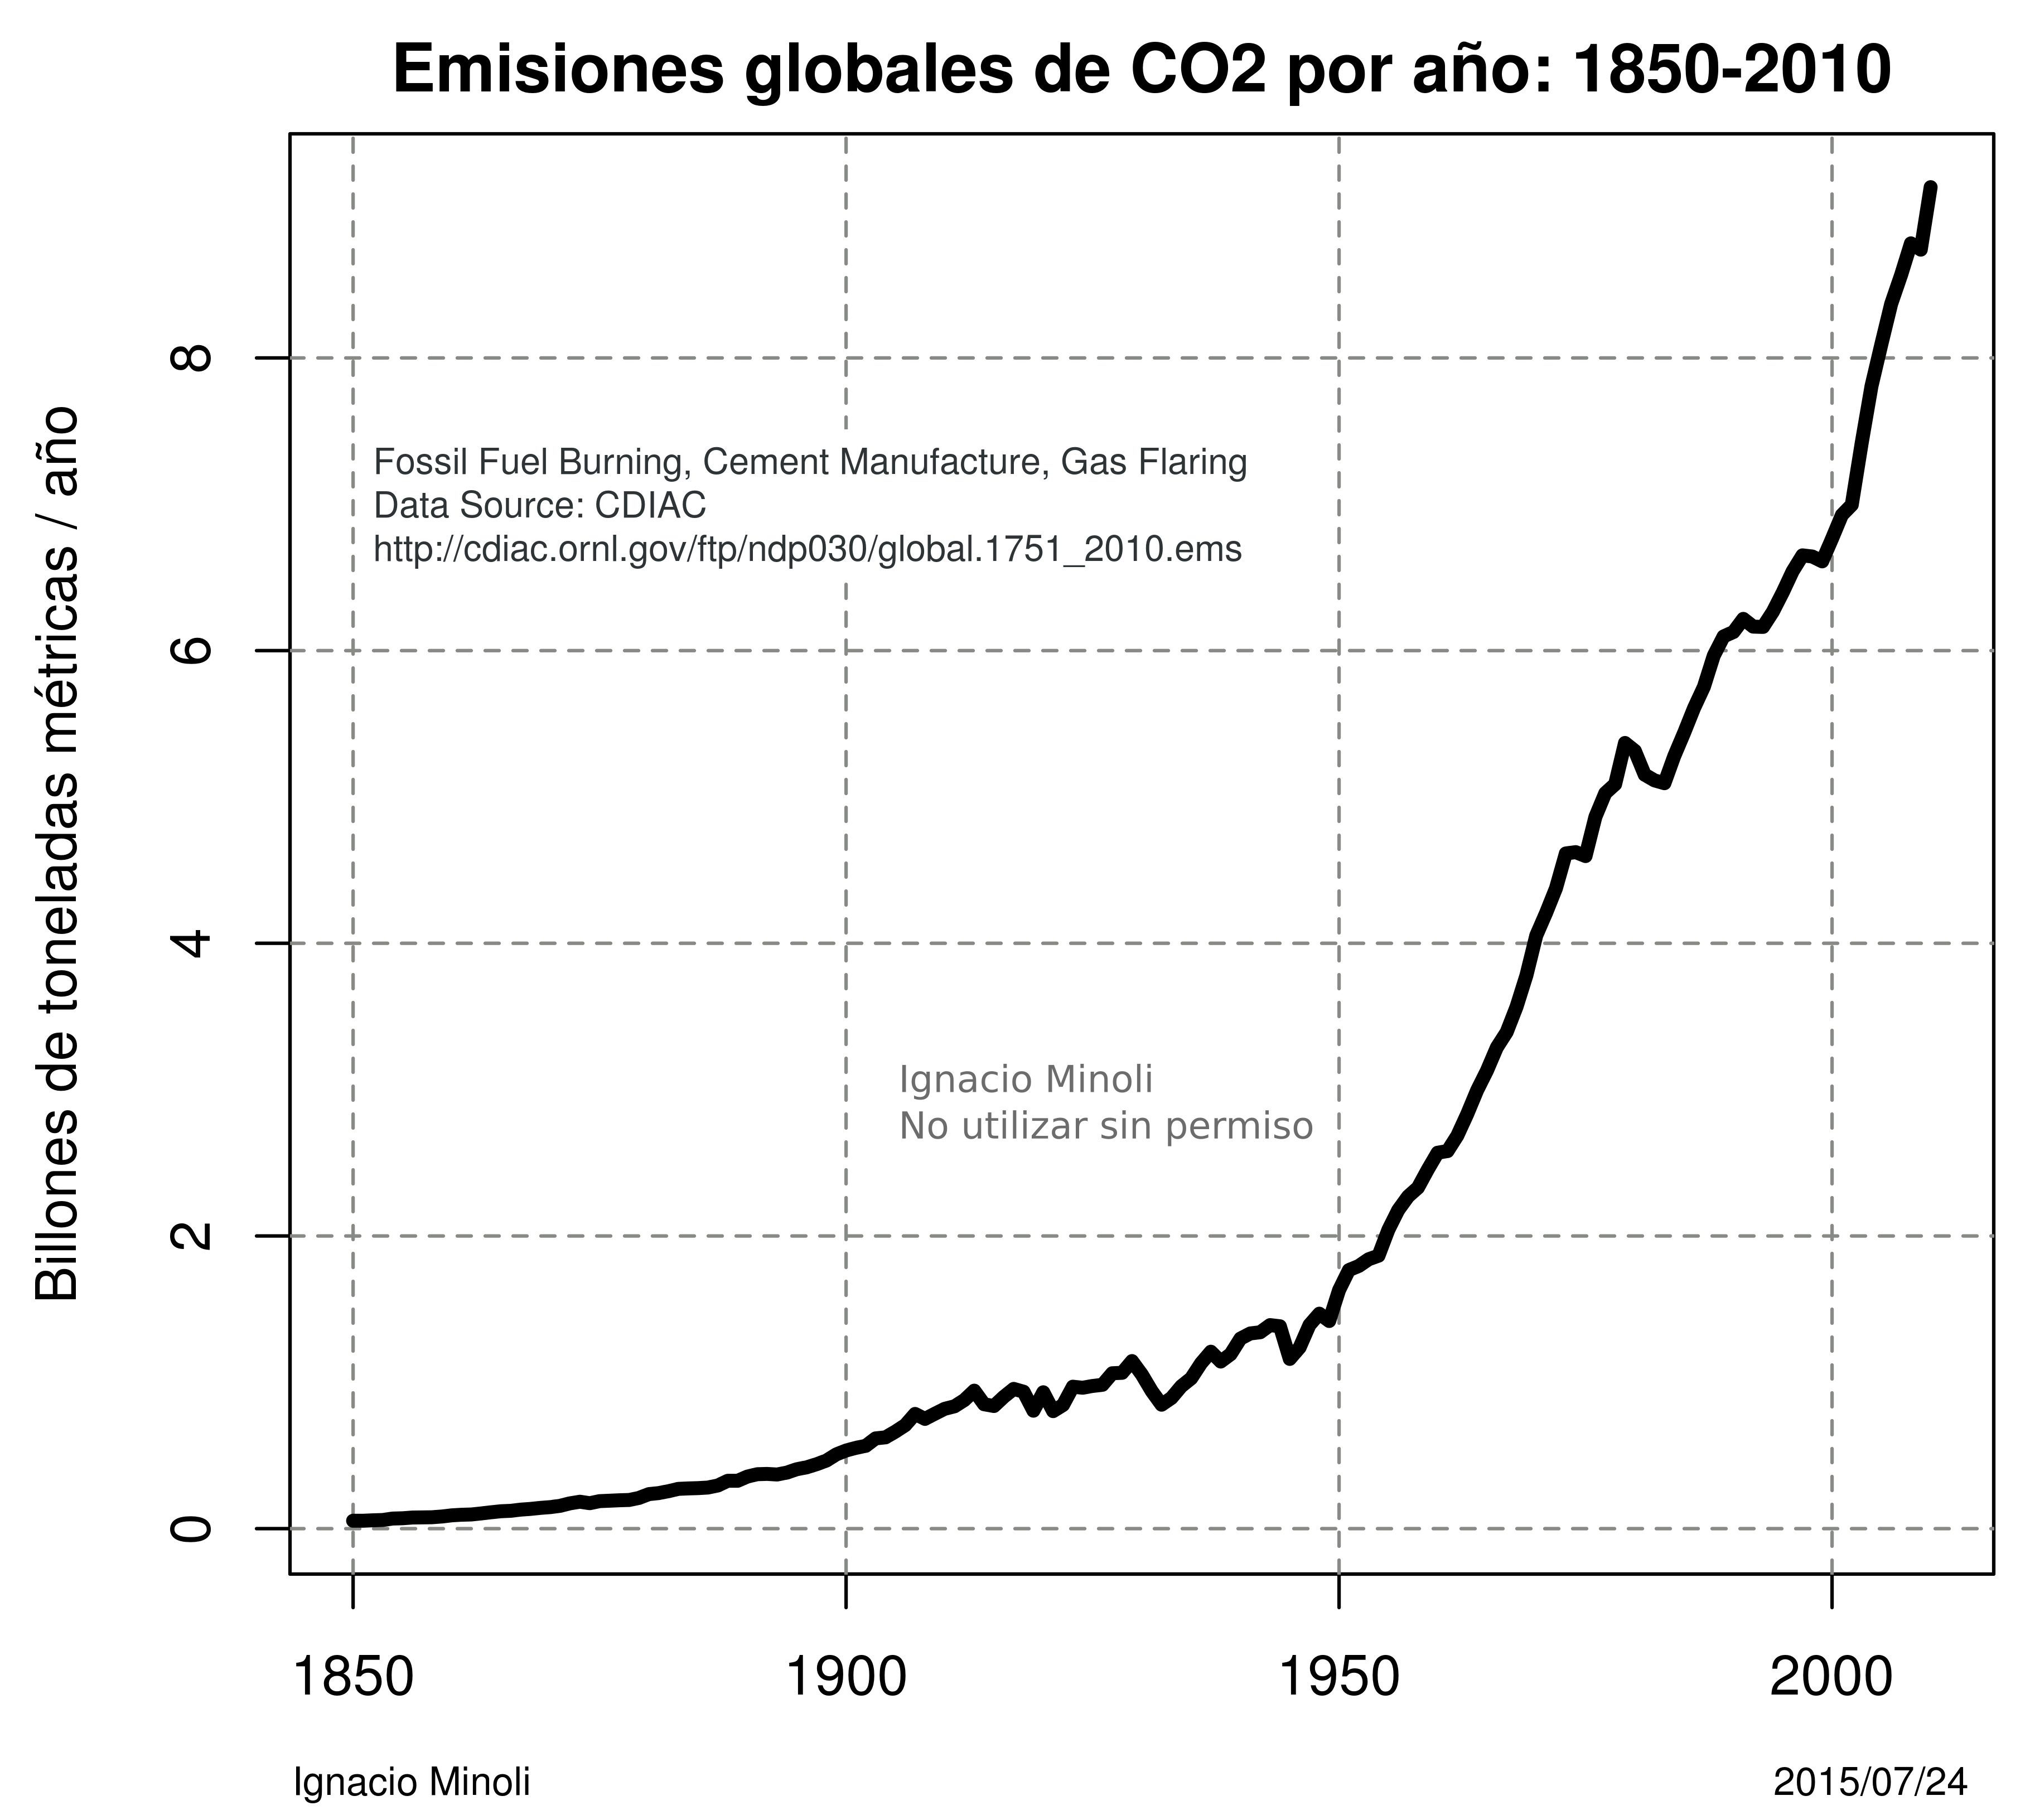 Emisiones globales de CO2 por año: 1850-2010
Billones de toneladas métricas / año
8
6
4
2
0
Fossil Fuel Burning, Cement Manufacture, Gas Flaring
Data Source: CDIAC
http://cdiac.ornl.gov/ftp/ndp030/global.1751_2010.ems
Ignacio Minoli
No utilizar sin permiso
1850 1900 1950 2000
Ignacio Minoli 2015/07/24